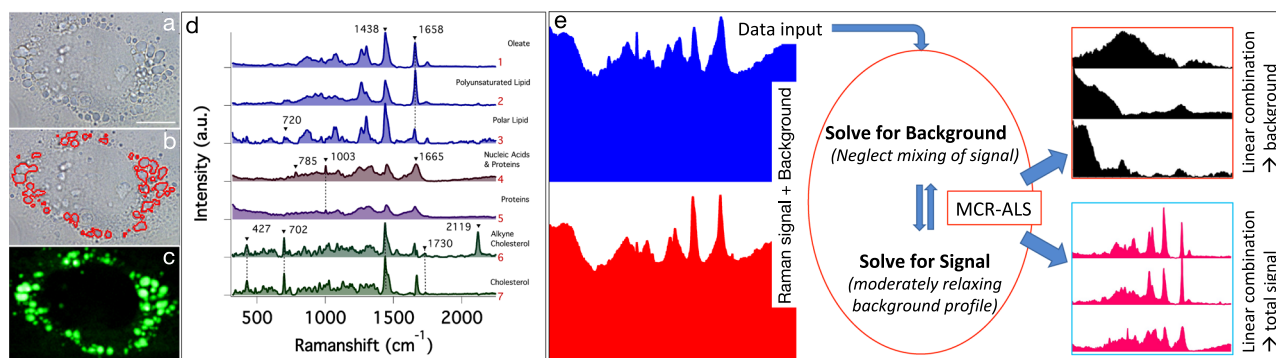 a
b
c
d
1438
1658
Oleate
1
Polyunsaturated Lipid
2
720
Polar Lipid
3
785
1003
1665
Nucleic Acids
& Proteins
4
Proteins
5
427
702
2119
1730
Alkyne
Cholesterol
6
Cholesterol
7
Intensity (a.u.)
500
1000
1500
2000
Ramanshift (cm⁻¹)
e
Raman signal + Background
Data input
Solve for Background
(Neglect mixing of signal)
MCR-ALS
Solve for Signal
(moderately relaxing
background profile)
Linear combination
→ background
Linear combination
→ total signal